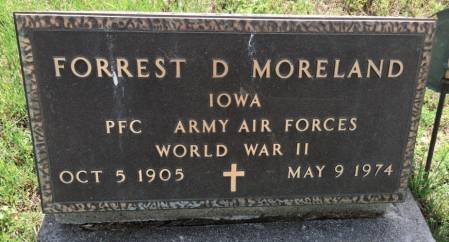 FORREST D MORELAND
IOWA
PFC ARMY AIR FORCES
WORLD WAR II
OCT 5 1905 MAY 9 1974